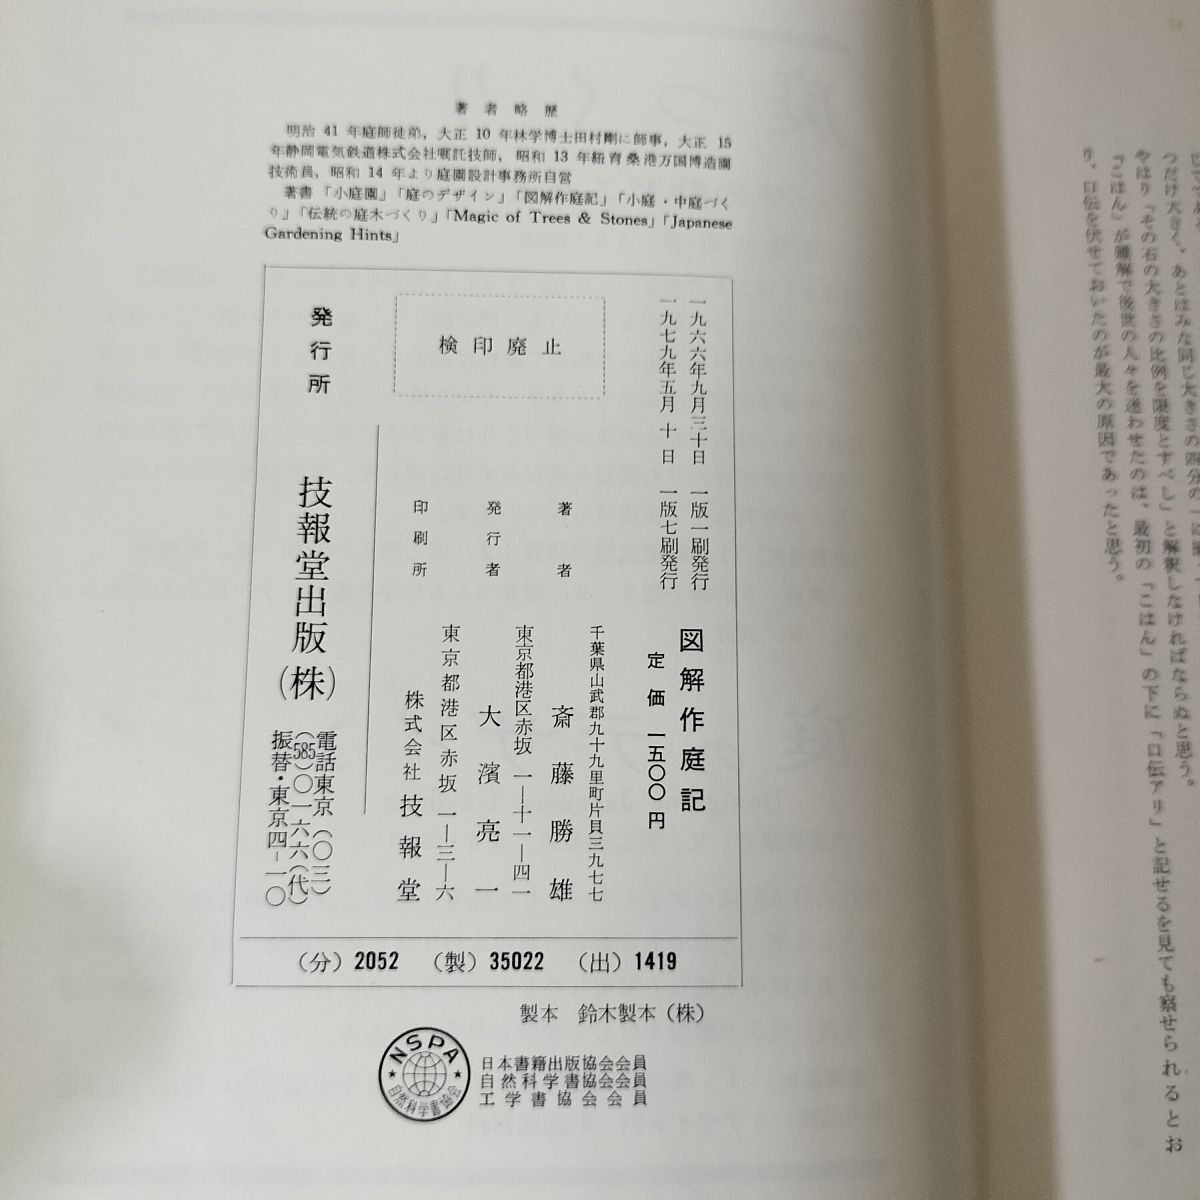 著者略歴
明治 41 年庭師徒弟，大正 10 年林学博士田村剛に師事，大正 15
年静岡電気鉄道株式会社嘱託技師，昭和 13 年紐育桑港万国博造園
技術員，昭和 14 年より庭園設計事務所自営
著書「小庭園」「庭のデザイン」「図解作庭記」「小庭・中庭づく
り」「伝統の庭木づくり」「Magic of Trees & Stones」「Japanese
Gardening Hints」
一九六六年九月三十日 一版一刷発行
一九七九年五月十日 一版七刷発行
検印廃止
図解作庭記
定価 一五〇〇円
千葉県山武郡九十九里町片貝三九七七
著者 斎藤勝雄
東京都港区赤坂 一―十一―四一
発行者 大濱亮一
東京都港区赤坂 一―三―六
印刷所 株式会社 技報堂
発行所 技報堂出版(株)
電話東京(〇三)
(585)〇一六六(代)
振替・東京四-一〇
(分) 2052 (製) 35022 (出) 1419
製本 鈴木製本(株)
NSPA
自然科学書協会
日本書籍出版協会会員
自然科学書協会会員
工学書協会会員
つだけ大きく、あとはみな同じ大きさの四分の一に
やはり「その石の大きさの比例を限度とすべし」と解釈しなければならぬと思う。
「こはん」が難解で後世の人々を迷わせたのは、最初の「こはん」の下に「口伝アリ」と記せるを見ても察せられるとお
り、口伝を伏せておいたのが最大の原因であったと思う。